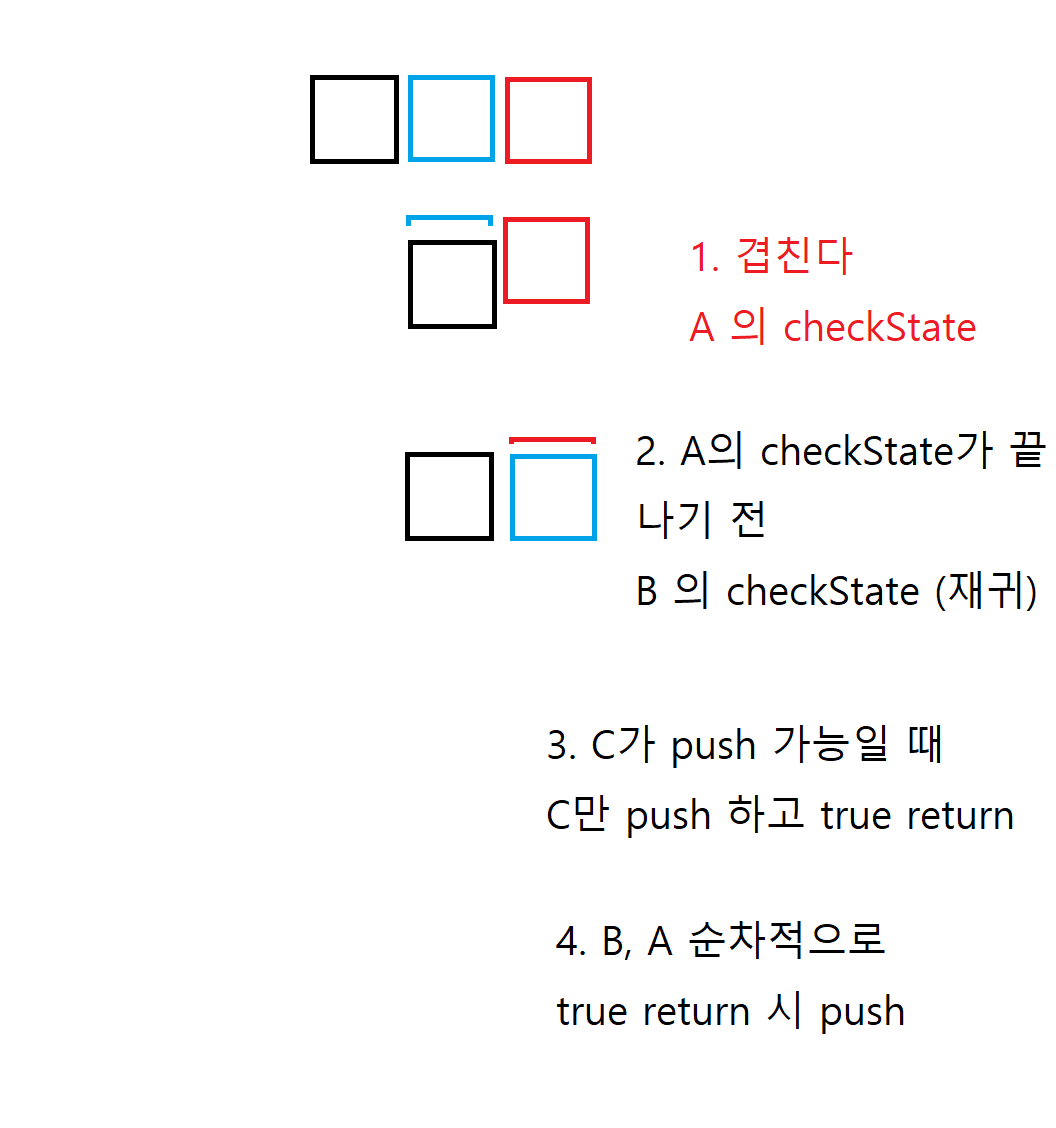 1. 겹친다
A 의 checkState
2. A의 checkState가 끝
나기 전
B 의 checkState (재귀)
3. C가 push 가능일 때
C만 push 하고 true return
4. B, A 순차적으로
true return 시 push